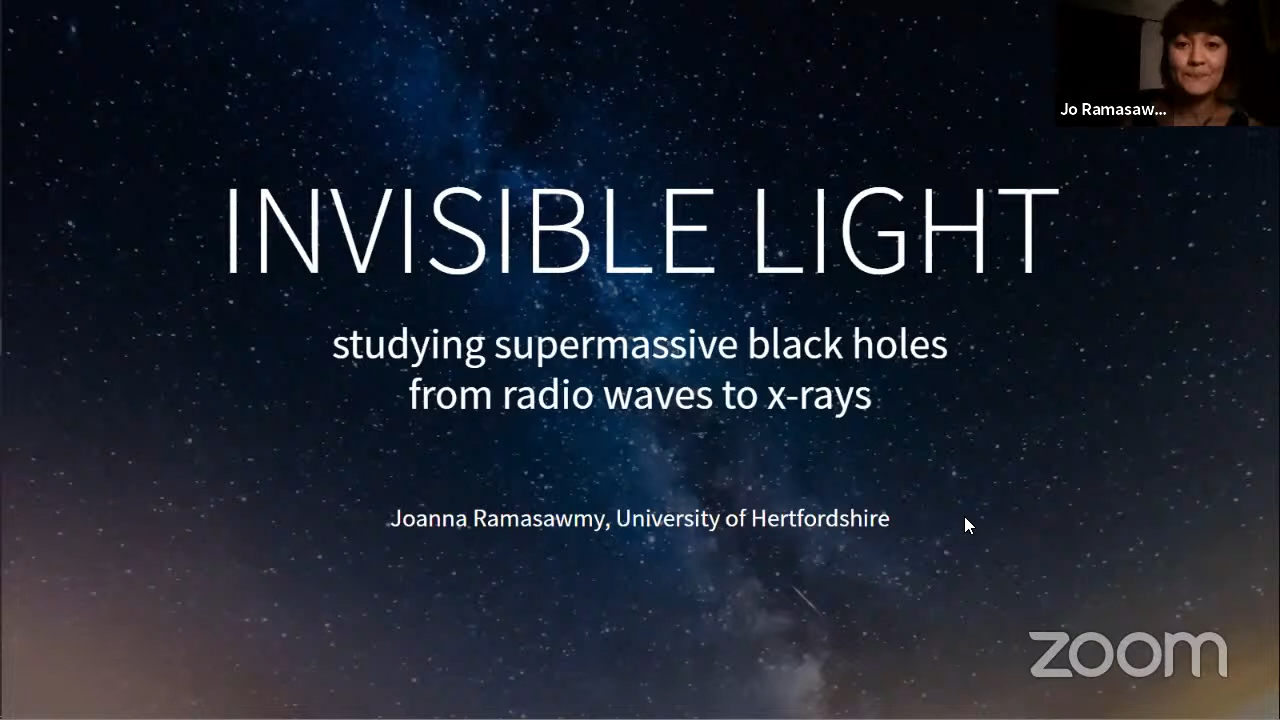 Jo Ramasaw...
INVISIBLE LIGHT
studying supermassive black holes
from radio waves to x-rays
Joanna Ramasawmy, University of Hertfordshire
zoom